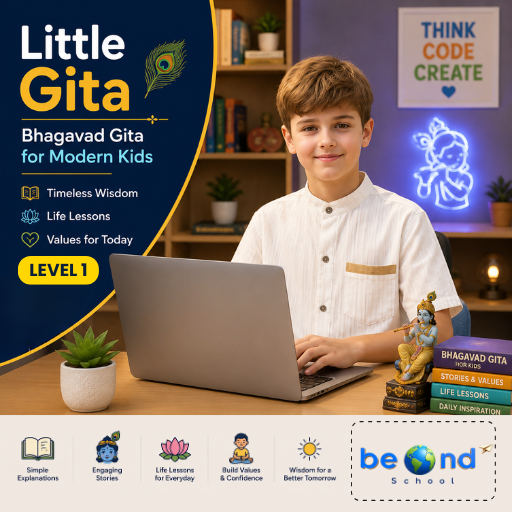 Little
Gita
Bhagavad Gita
for Modern Kids
Timeless Wisdom
Life Lessons
Values for Today
LEVEL 1
THINK
CODE
CREATE
BHAGAVAD GITA
FOR KIDS
STORIES & VALUES
LIFE LESSONS
DAILY INSPIRATION
Simple
Explanations
Engaging
Stories
Life Lessons
for Everyday
Build Values
& Confidence
Wisdom for a
Better Tomorrow
be nd
School